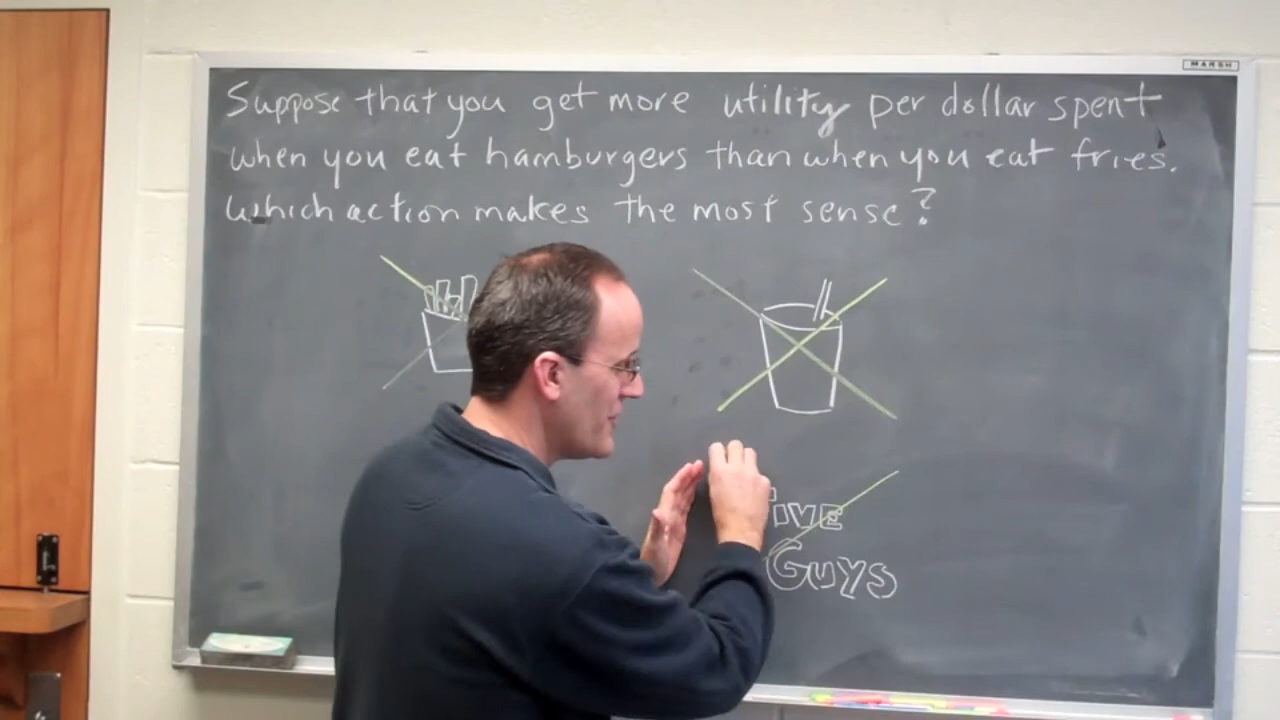 MARSH
Suppose that you get more utility per dollar spent
when you eat hamburgers than when you eat fries.
Which action makes the most sense?
ive
Guys